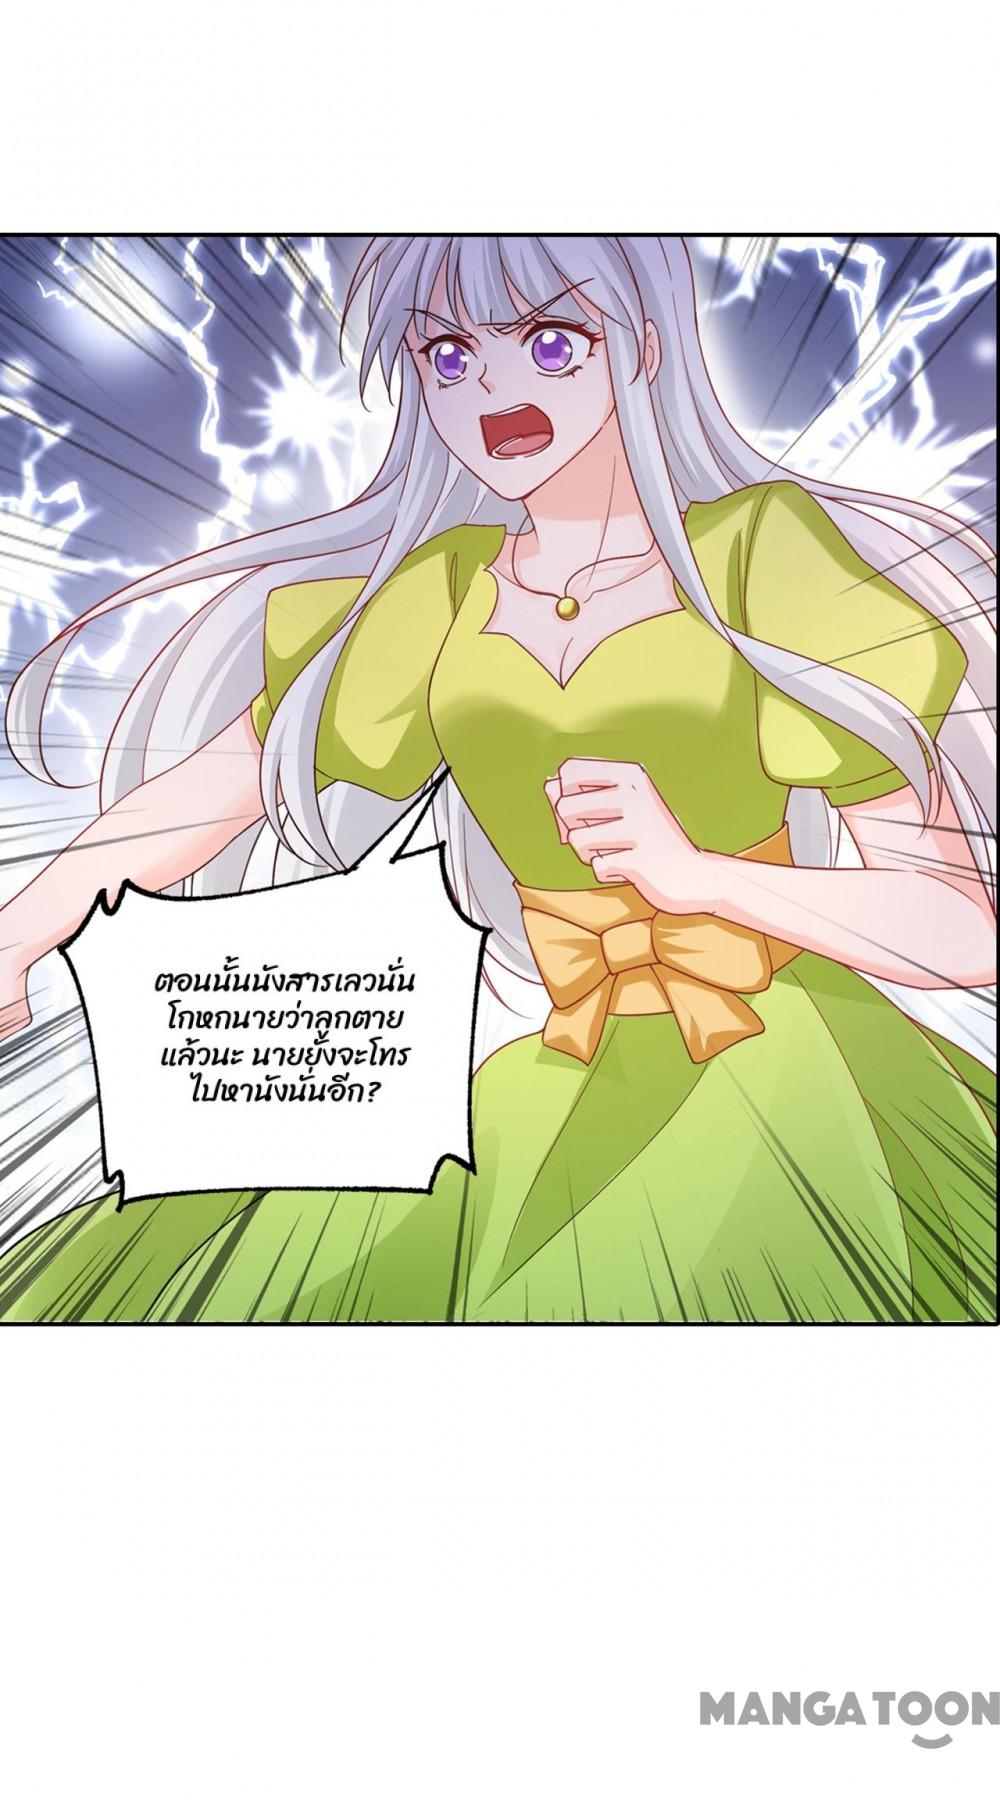 ตอนนั้นนังสารเลวนั่น
โกหกนายว่าลูกตาย
แล้วนะ นายยังจะโทร
ไปหานังนั่นอีก?
MANGATOON